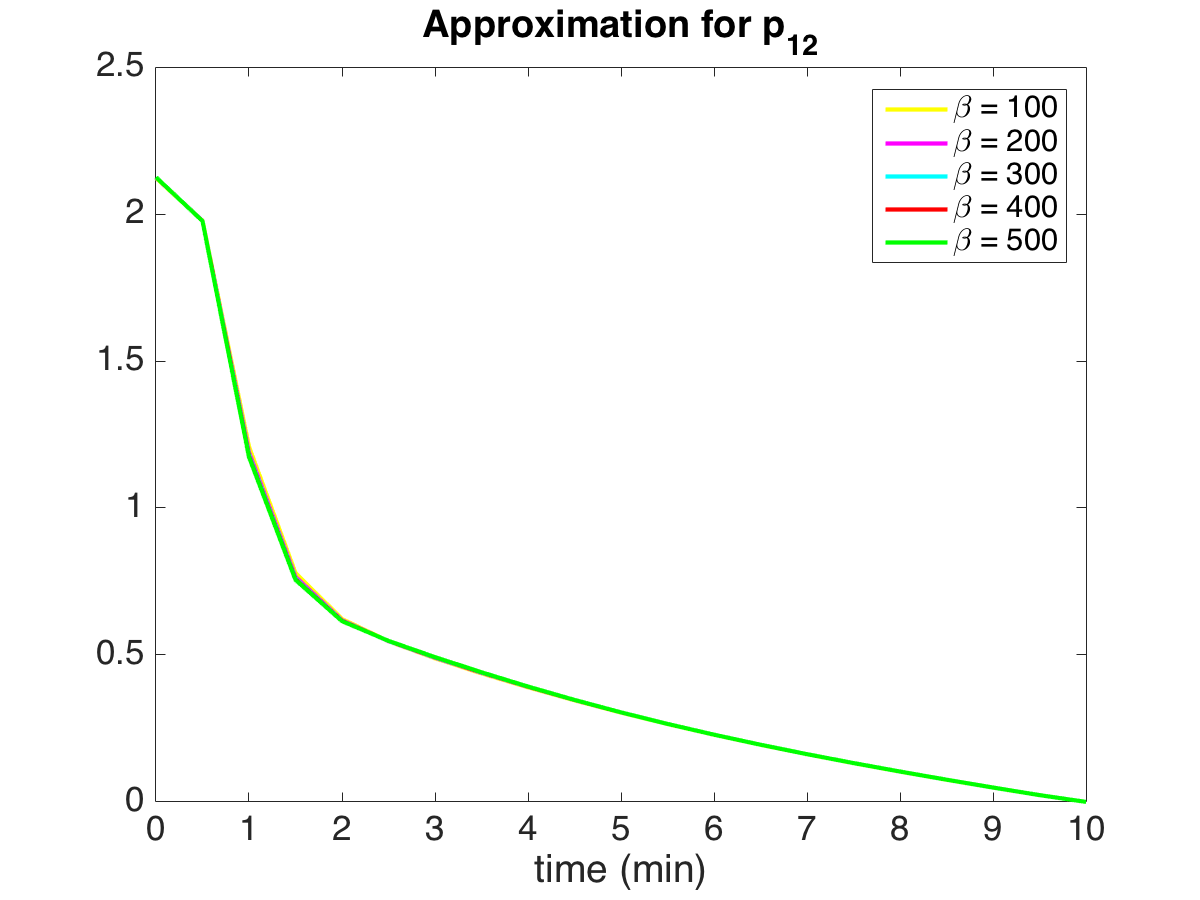 Approximation for p₁₂
2.5
2
1.5
1
0.5
0
β = 100
β = 200
β = 300
β = 400
β = 500
0 1 2 3 4 5 6 7 8 9 10
time (min)